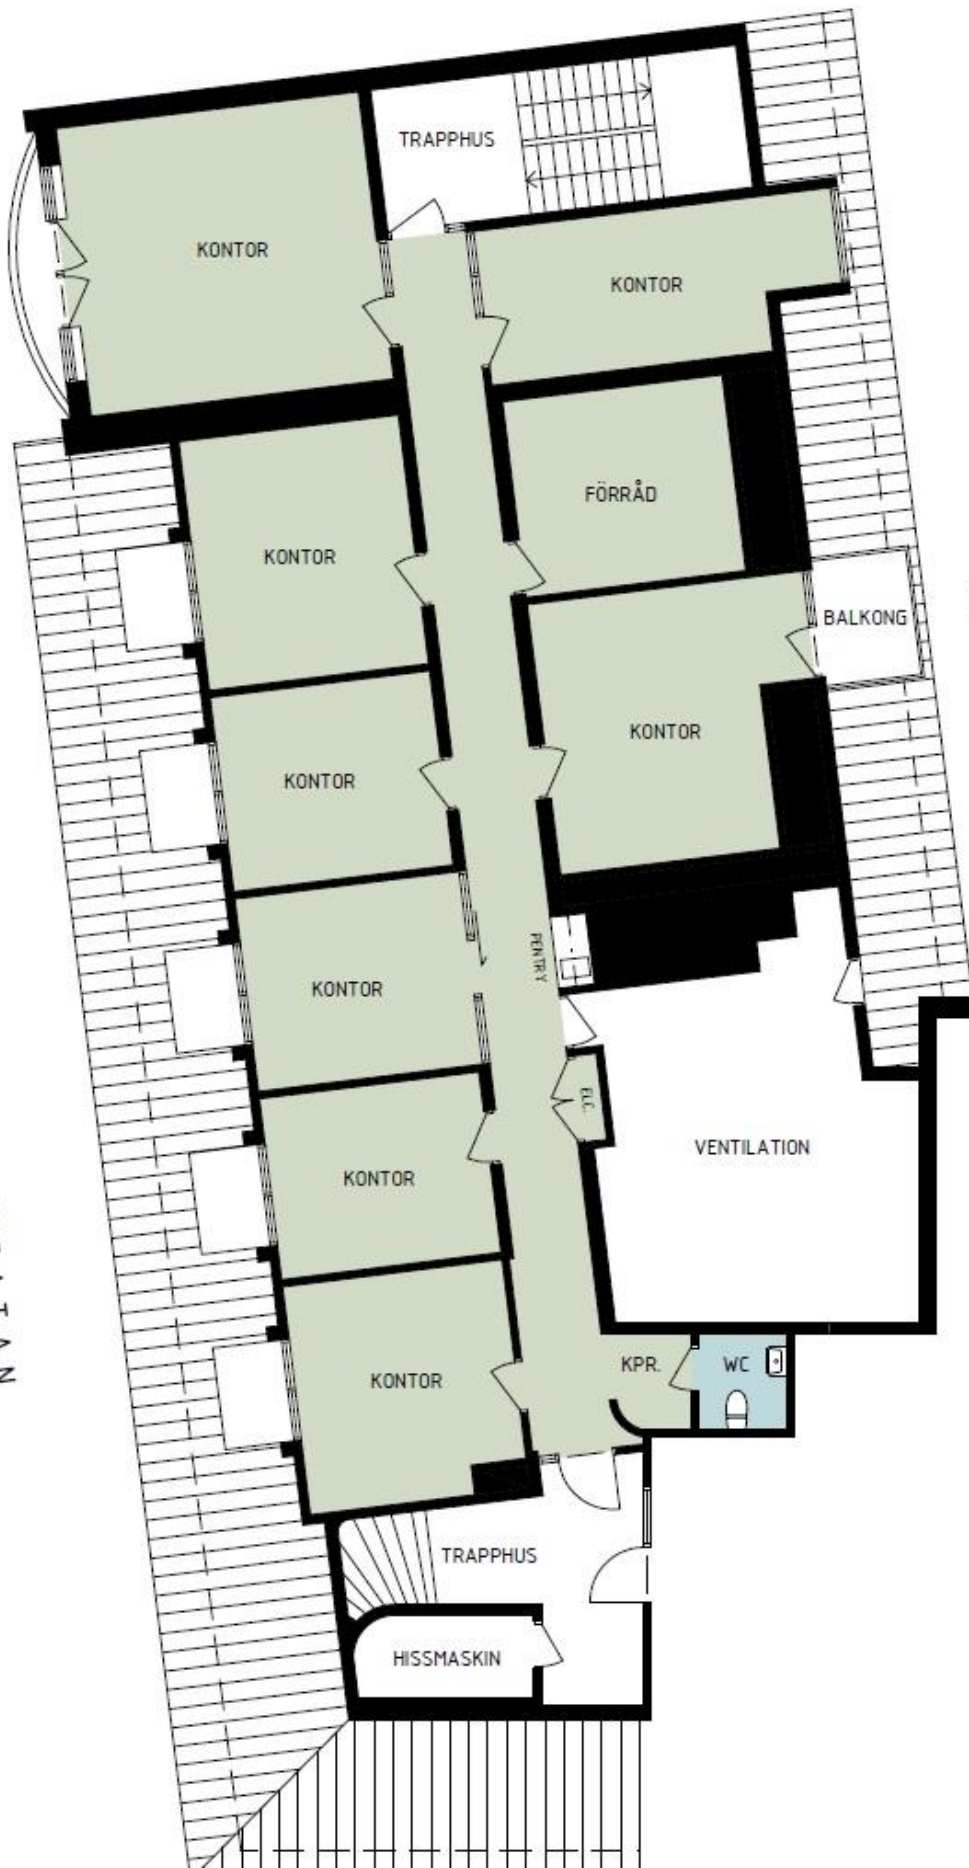 TRAPPHUS
KONTOR
KONTOR
FÖRRÅD
KONTOR
BALKONG
KONTOR
KONTOR
PENTRY
KONTOR
ELC.
VENTILATION
KONTOR
KPR.
WC
KONTOR
TRAPPHUS
HISSMASKIN